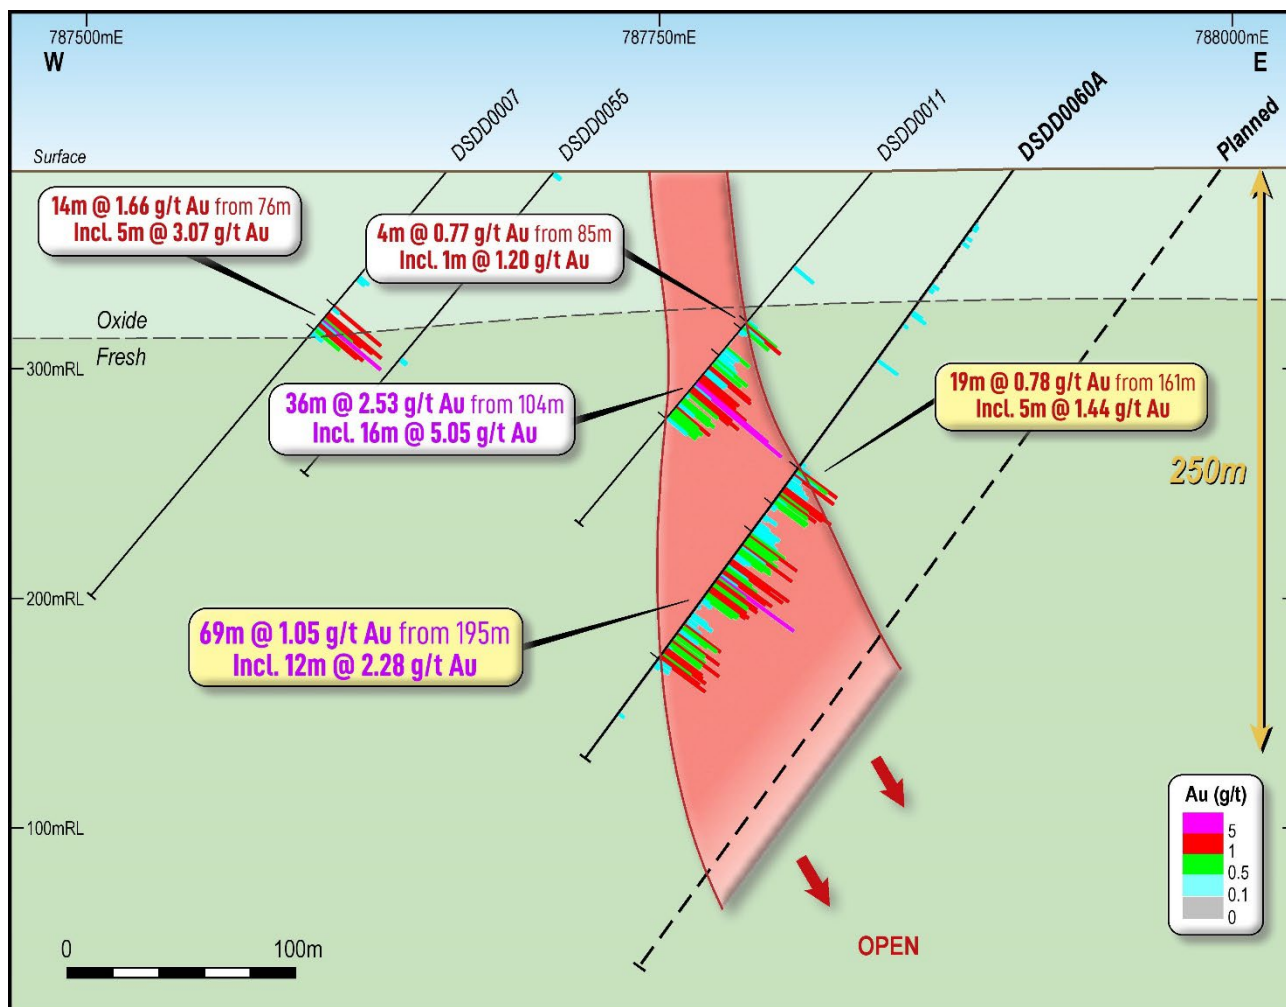 787500mE
787750mE
788000mE
W
E
DSDD0007
DSDD0055
DSDD0011
DSDD0060A
Planned
Surface
14m @ 1.66 g/t Au from 76m
Incl. 5m @ 3.07 g/t Au
4m @ 0.77 g/t Au from 85m
Incl. 1m @ 1.20 g/t Au
Oxide
Fresh
300mRL
36m @ 2.53 g/t Au from 104m
Incl. 16m @ 5.05 g/t Au
19m @ 0.78 g/t Au from 161m
Incl. 5m @ 1.44 g/t Au
250m
200mRL
69m @ 1.05 g/t Au from 195m
Incl. 12m @ 2.28 g/t Au
100mRL
Au (g/t)
5
1
0.5
0.1
0
OPEN
0 100m